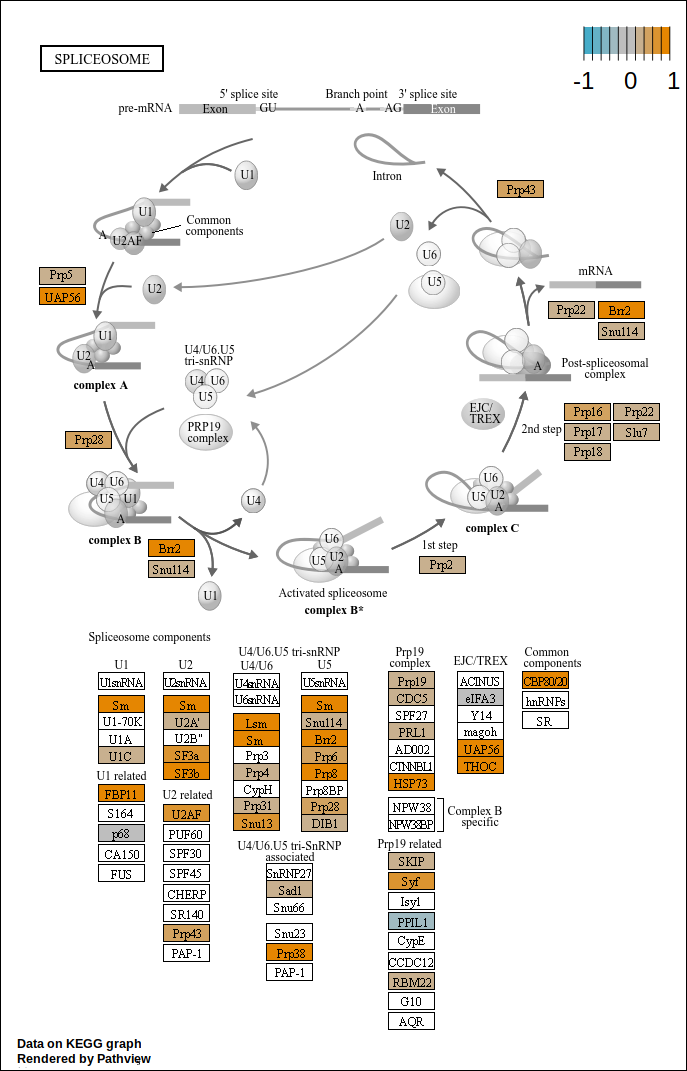 SPLICEOSOME
-1 0 1
5' splice site Branch point 3' splice site
pre-mRNA Exon GU A AG Exon
U1
Intron
Prp43
U1
A U2AF
Common
components
U2
U6
U5
Prp5
UAP56
U2
mRNA
Prp22 Brr2
Snu114
U1
U2
A
complex A
U4/U6.U5
tri-snRNP
U4 U6
U5
A
Post-spliceosomal
complex
PRP19
complex
EJC/
TREX
2nd step
Prp16 Prp22
Prp17 Slu7
Prp18
Prp28
U4 U6
U5 U1
A
complex B
U4
U6
U5 U2
A
complex C
Brr2
Snu114
U1
U6
U5 U2
A
Activated spliceosome
complex B*
1st step
Prp2
Spliceosome components
U1
U1snRNA
Sm
U1-70K
U1A
U1C
U1 related
FBP11
S164
p68
CA150
FUS
U2
U2snRNA
Sm
U2A'
U2B"
SF3a
SF3b
U2 related
U2AF
PUF60
SPF30
SPF45
CHERP
SR140
Prp43
PAP-1
U4/U6.U5 tri-snRNP
U4/U6
U4snRNA
U6snRNA
Lsm
Sm
Prp3
Prp4
CypH
Prp31
Snu13
U5
U5snRNA
Sm
Snu114
Brr2
Prp6
Prp8
Prp8BP
Prp28
DIB1
U4/U6.U5 tri-SnRNP
associated
SnRNP27
Sad1
Snu66
Snu23
Prp38
PAP-1
Prp19
complex
Prp19
CDC5
SPF27
PRL1
AD002
CTNNBL1
HSP73
NPW38
NPW38BP
Complex B
specific
Prp19 related
SKIP
Syf
Isy1
PPIL1
CypE
CCDC12
RBM22
G10
AQR
EJC/TREX
ACINUS
eIFA3
Y14
magoh
UAP56
THOC
Common
components
CBP80/20
hnRNPs
SR
Data on KEGG graph
Rendered by Pathview